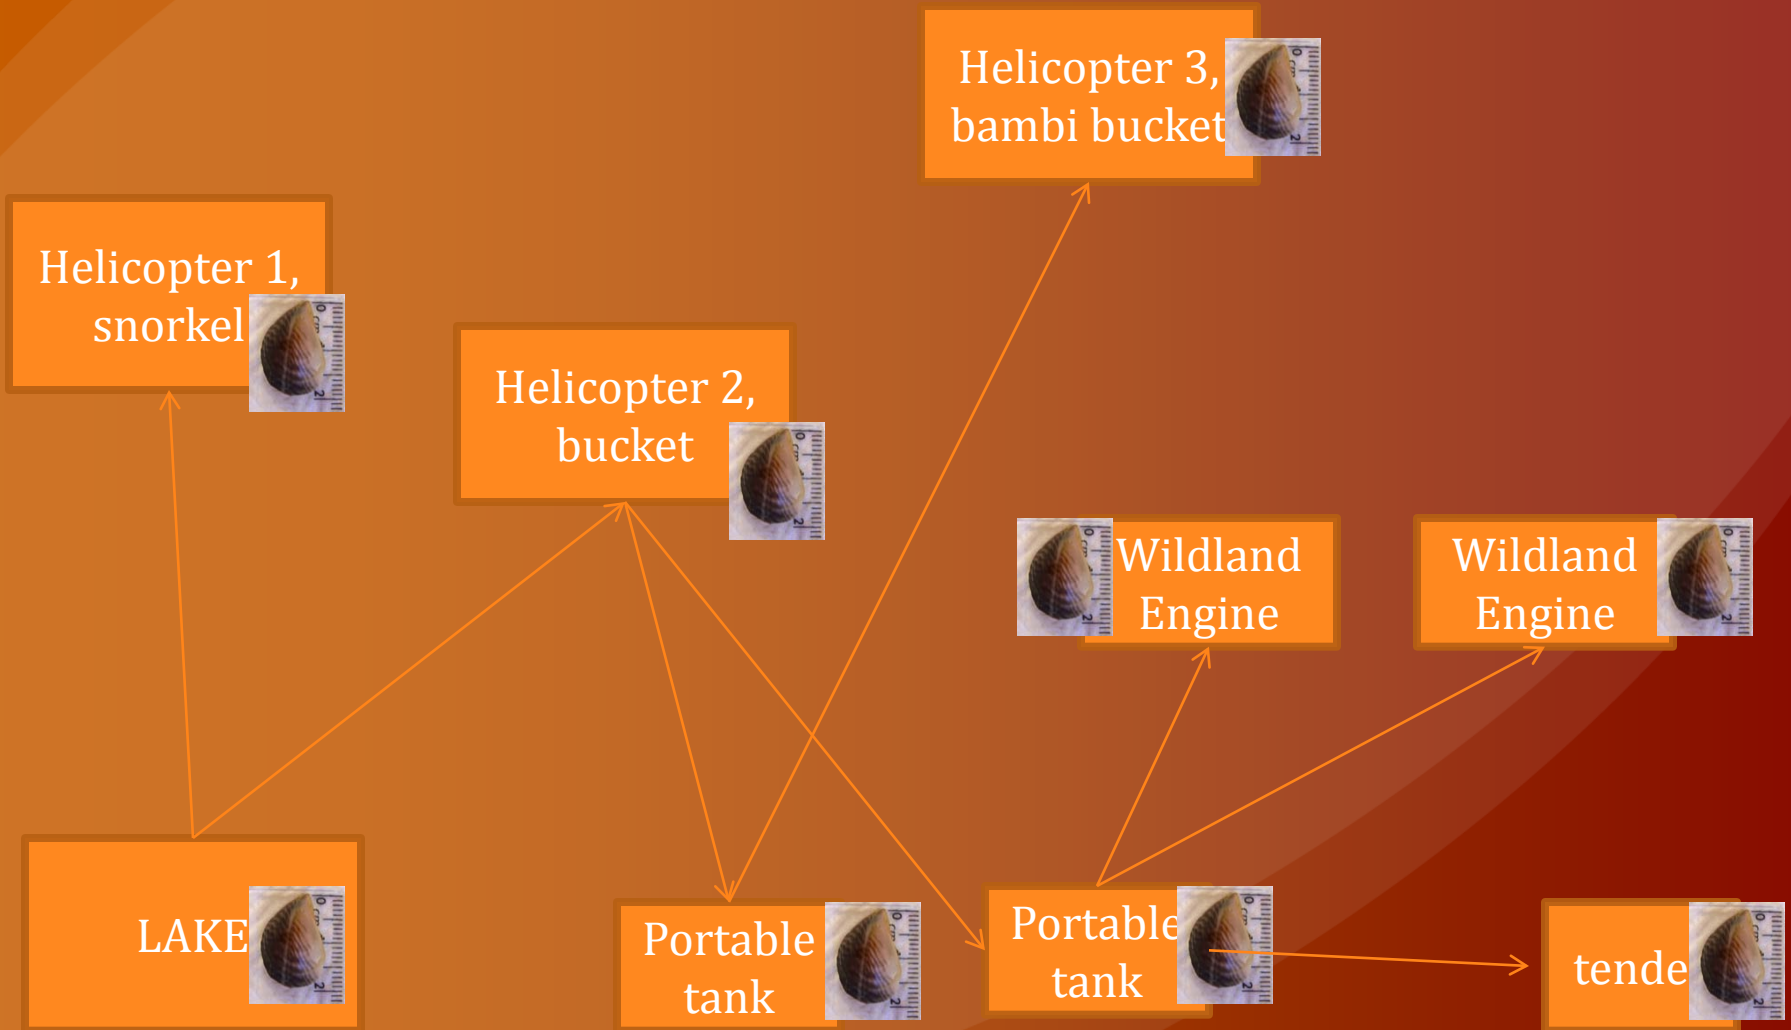 Helicopter 3,
bambi bucket
Helicopter 1,
snorkel
Helicopter 2,
bucket
Wildland
Engine
Wildland
Engine
LAKE
Portable
tank
Portable
tank
tende